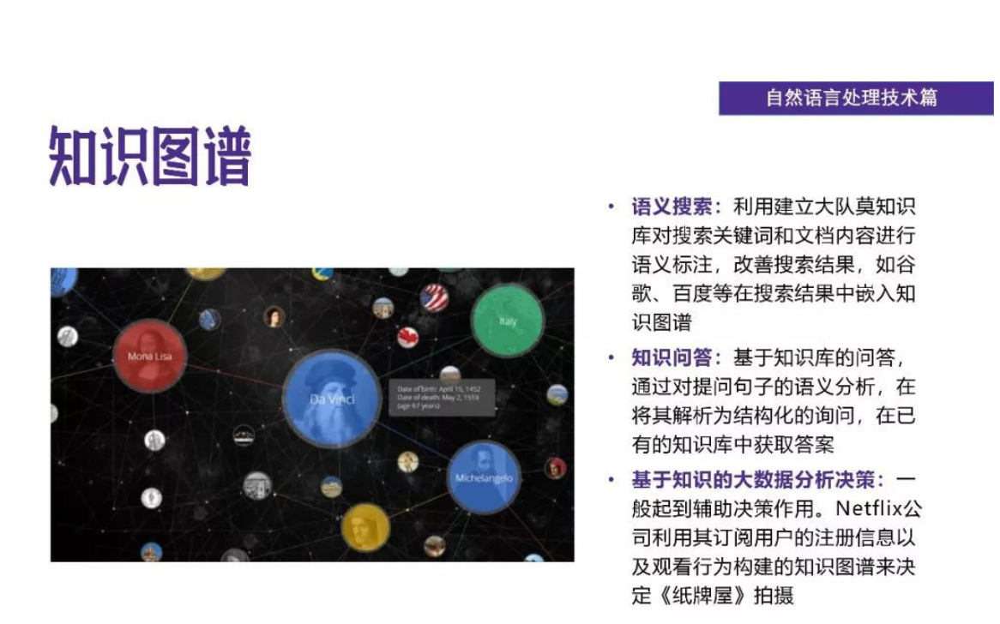 自然语言处理技术篇
知识图谱
• 语义搜索：利用建立大队莫知识
库对搜索关键词和文档内容进行
语义标注，改善搜索结果，如谷
歌、百度等在搜索结果中嵌入知
识图谱
• 知识问答：基于知识库的问答，
通过对提问句子的语义分析，在
将其解析为结构化的询问，在已
有的知识库中获取答案
• 基于知识的大数据分析决策：一
般起到辅助决策作用。Netflix公
司利用其订阅用户的注册信息以
及观看行为构建的知识图谱来决
定《纸牌屋》拍摄
Italy
Mona Lisa
Da Vinci
Date of birth: April 15, 1452
Date of death: May 2, 1519
(age 67 years)
Michelangelo